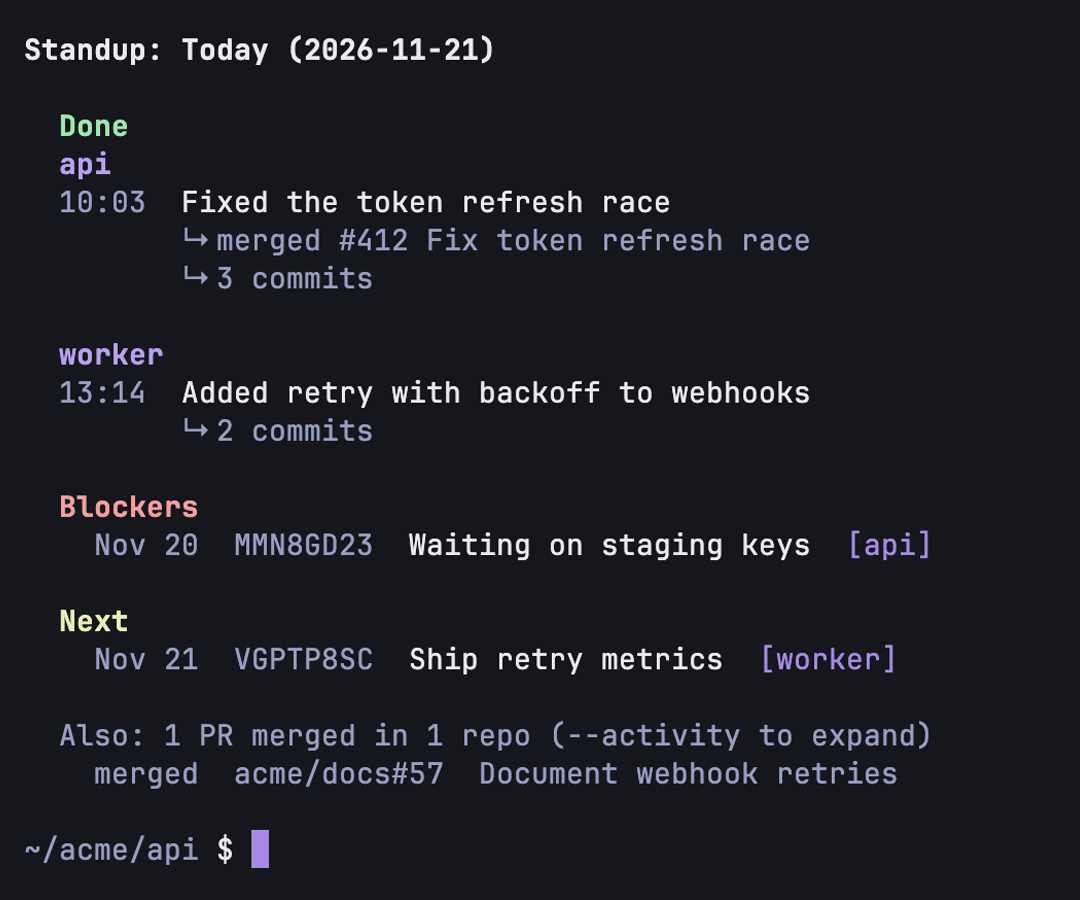 Standup: Today (2026-11-21)
Done
api
10:03  Fixed the token refresh race
↳ merged #412 Fix token refresh race
↳ 3 commits
worker
13:14  Added retry with backoff to webhooks
↳ 2 commits
Blockers
Nov 20  MMN8GD23  Waiting on staging keys  [api]
Next
Nov 21  VGPTP8SC  Ship retry metrics  [worker]
Also: 1 PR merged in 1 repo (--activity to expand)
merged  acme/docs#57  Document webhook retries
~/acme/api $